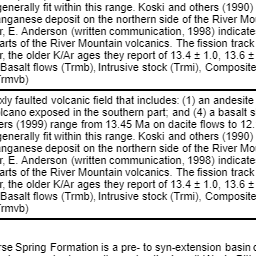 generally fit within this range. Koski and others (1990)
anganese deposit on the northern side of the River Mo
r, E. Anderson (written communication, 1998) indicate
arts of the River Mountain volcanics. The fission track
r, the older K/Ar ages they report of 13.4 ± 1.0, 13.6 ±
Basalt flows (Trmb), Intrusive stock (Trmi), Composite
Trmvb)
xly faulted volcanic field that includes: (1) an andesite
lcano exposed in the southern part; and (4) a basalt s
ers (1999) range from 13.45 Ma on dacite flows to 12.
generally fit within this range. Koski and others (1990)
anganese deposit on the northern side of the River Mo
r, E. Anderson (written communication, 1998) indicate
arts of the River Mountain volcanics. The fission track
r, the older K/Ar ages they report of 13.4 ± 1.0, 13.6 ±
Basalt flows (Trmb), Intrusive stock (Trmi), Composite
Trmvb)
rse Spring Formation is a pre- to syn-extension basin d